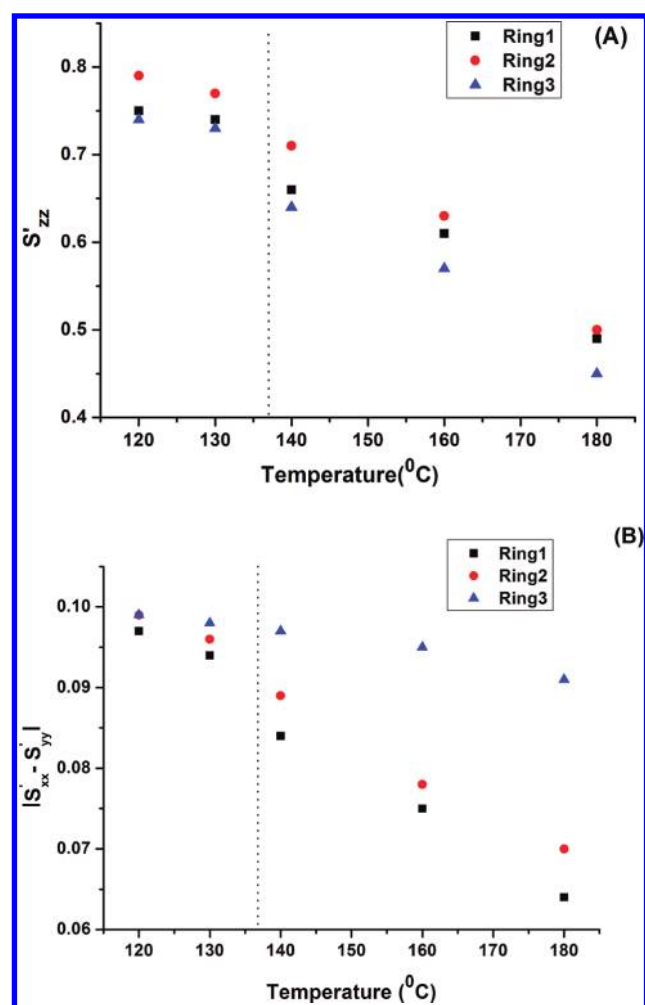 (A)
Ring1
Ring2
Ring3
0.8
0.7
0.6
0.5
0.4
S'zz
120 130 140 150 160 170 180
Temperature(⁰C)
(B)
Ring1
Ring2
Ring3
0.10
0.09
0.08
0.07
0.06
|S'xx - S'yy|
120 130 140 150 160 170 180
Temperature (⁰C)